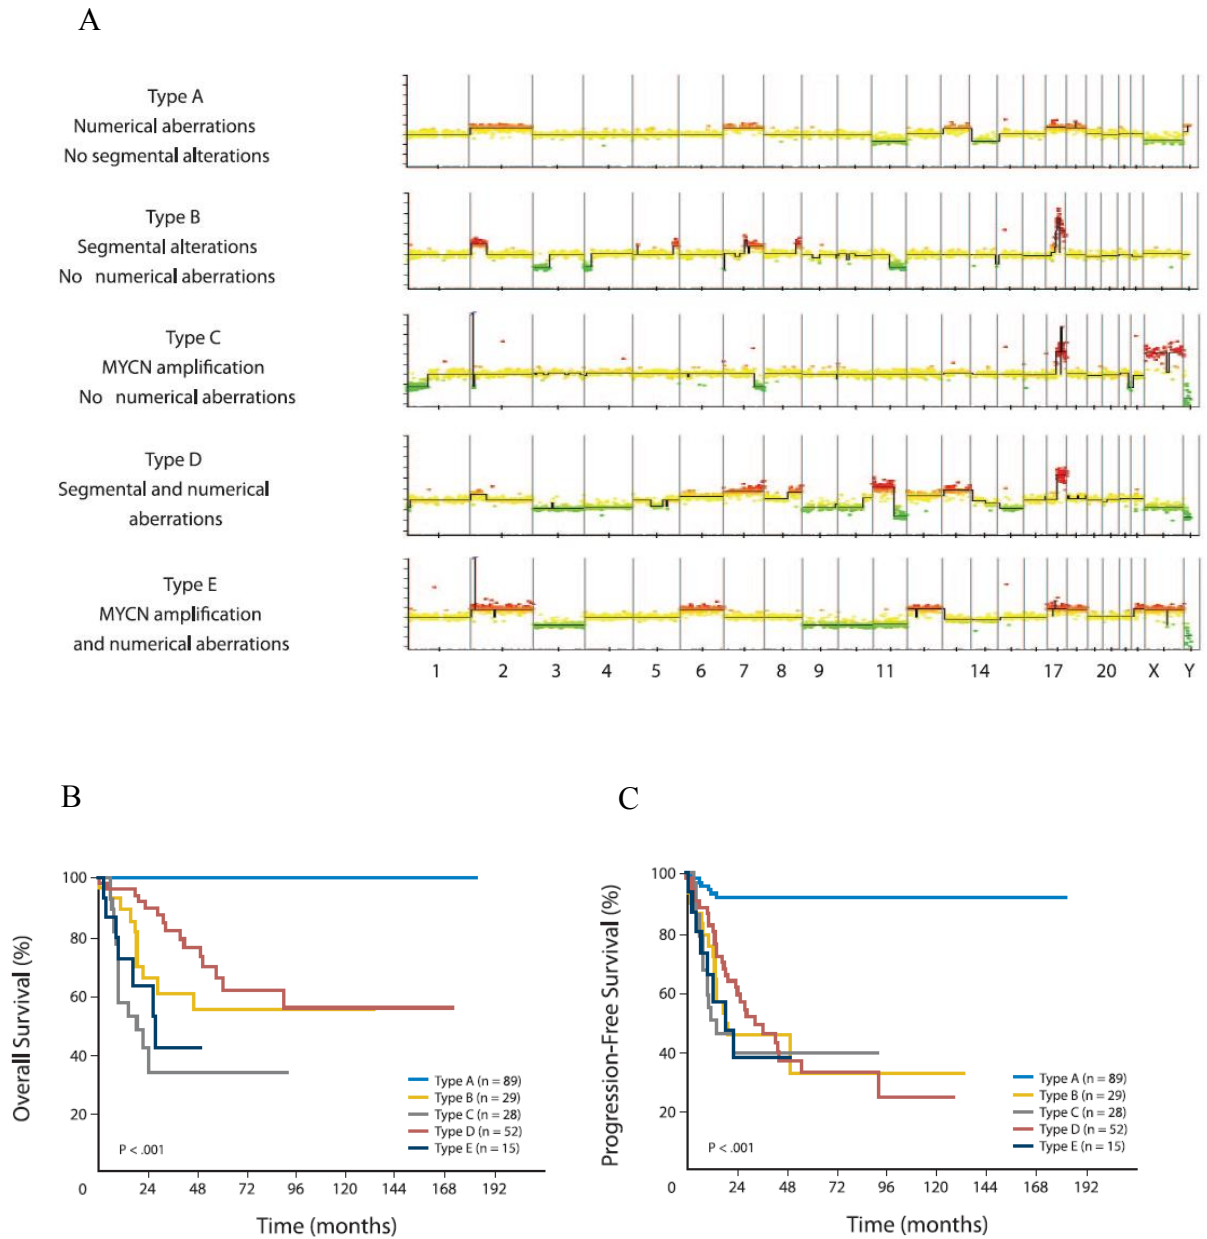 A
Type A
Numerical aberrations
No segmental alterations
Type B
Segmental alterations
No numerical aberrations
Type C
MYCN amplification
No numerical aberrations
Type D
Segmental and numerical
aberrations
Type E
MYCN amplification
and numerical aberrations
1 2 3 4 5 6 7 8 9 11 14 17 20 X Y
B
Overall Survival (%)
100
80
60
40
20
0 24 48 72 96 120 144 168 192
Time (months)
P < .001
Type A (n = 89)
Type B (n = 29)
Type C (n = 28)
Type D (n = 52)
Type E (n = 15)
C
Progression-Free Survival (%)
100
80
60
40
20
0 24 48 72 96 120 144 168 192
Time (months)
P < .001
Type A (n = 89)
Type B (n = 29)
Type C (n = 28)
Type D (n = 52)
Type E (n = 15)